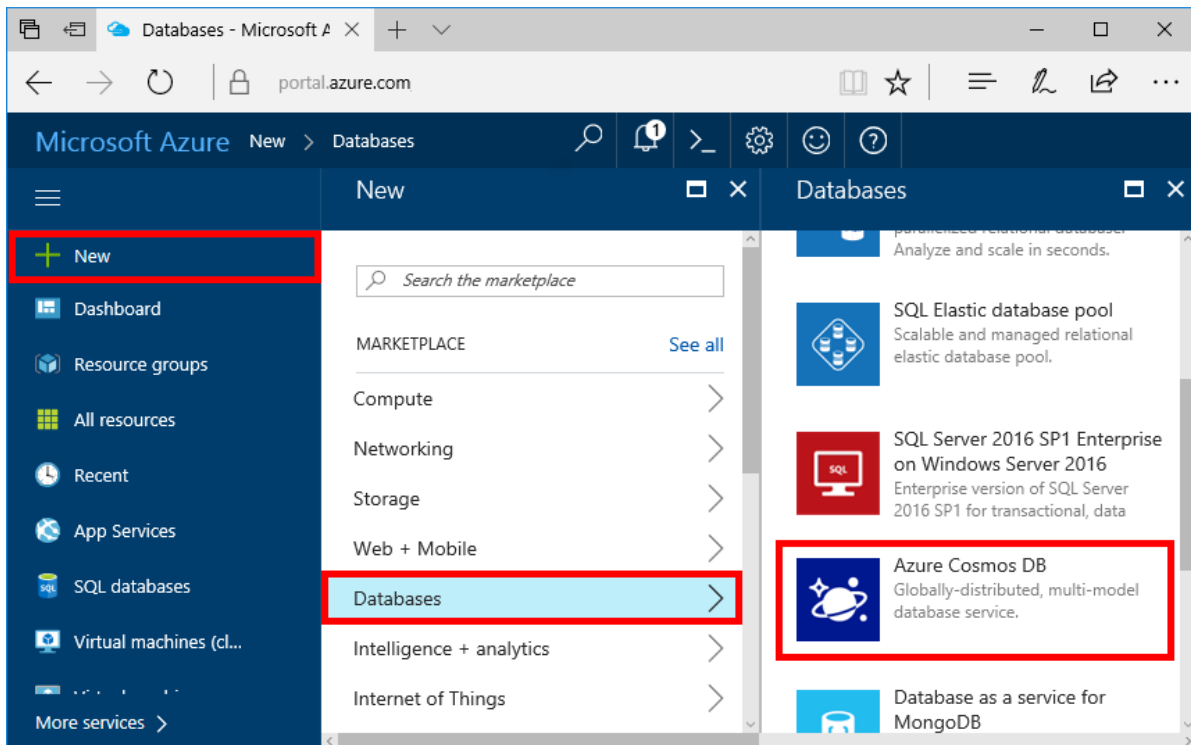 Databases - Microsoft A
portal.azure.com
Microsoft Azure New > Databases
1
New
Databases
New
Dashboard
Resource groups
All resources
Recent
App Services
SQL
SQL databases
Virtual machines (cl...
More services >
Search the marketplace
MARKETPLACE See all
Compute
Networking
Storage
Web + Mobile
Databases
Intelligence + analytics
Internet of Things
Analyze and scale in seconds.
SQL Elastic database pool
Scalable and managed relational
elastic database pool.
SQL
SQL Server 2016 SP1 Enterprise
on Windows Server 2016
Enterprise version of SQL Server
2016 SP1 for transactional, data
Azure Cosmos DB
Globally-distributed, multi-model
database service.
Database as a service for
MongoDB